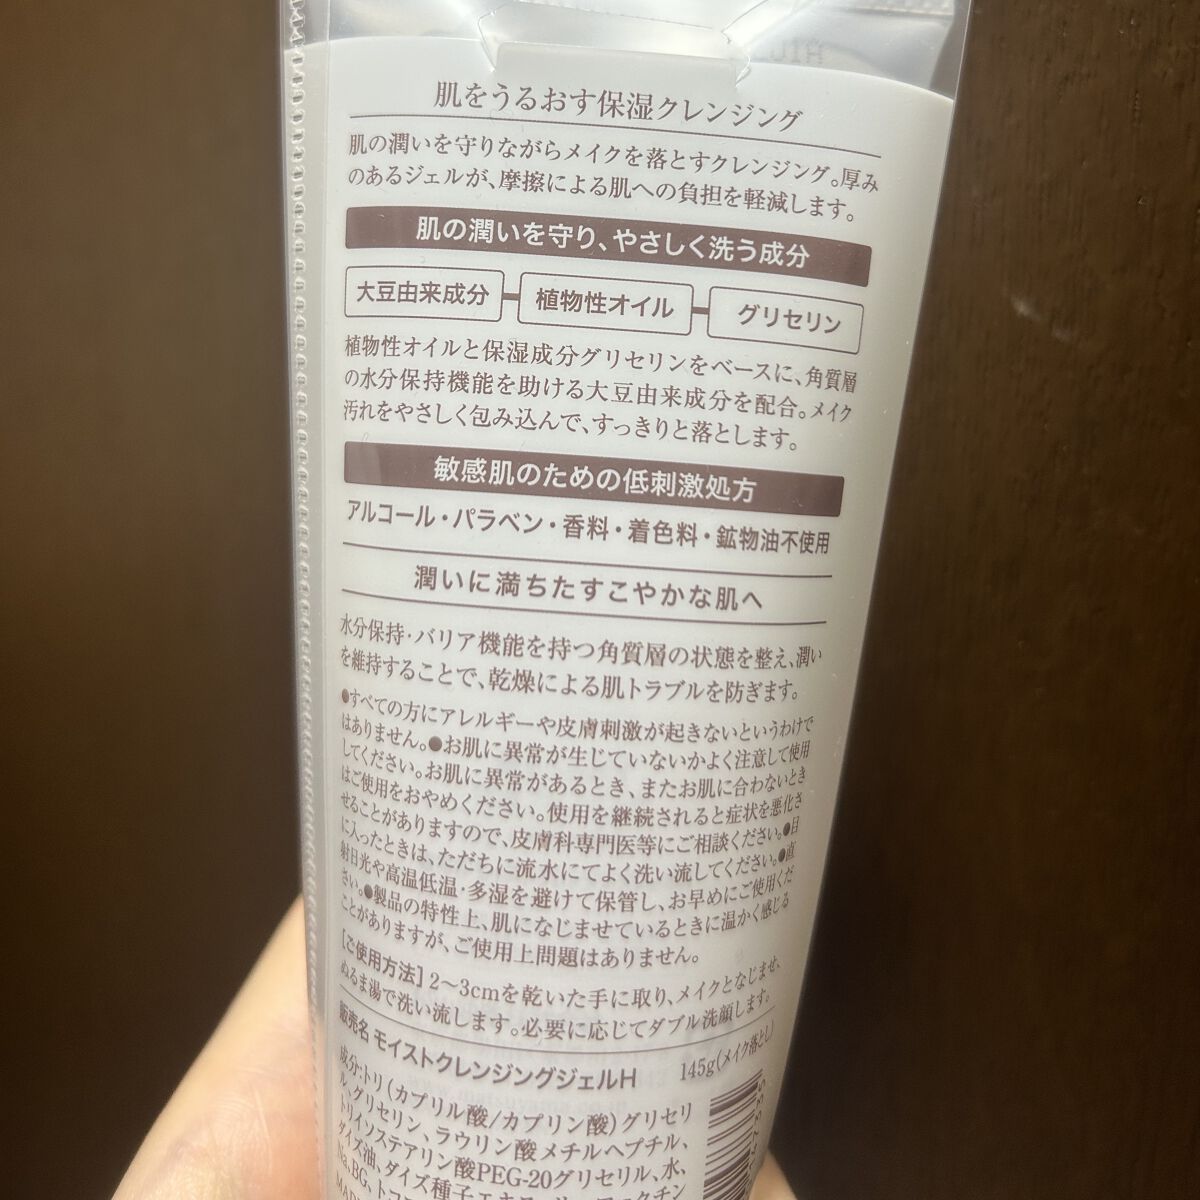 肌をうるおす保湿クレンジング
肌の潤いを守りながらメイクを落とすクレンジング。厚み
のあるジェルが、摩擦による肌への負担を軽減します。
肌の潤いを守り、やさしく洗う成分
大豆由来成分 植物性オイル グリセリン
植物性オイルと保湿成分グリセリンをベースに、角質層
の水分保持機能を助ける大豆由来成分を配合。メイク
汚れをやさしく包み込んで、すっきりと落とします。
敏感肌のための低刺激処方
アルコール・パラベン・香料・着色料・鉱物油不使用
潤いに満ちたすこやかな肌へ
水分保持・バリア機能を持つ角質層の状態を整え、潤い
を維持することで、乾燥による肌トラブルを防ぎます。
●すべての方にアレルギーや皮膚刺激が起きないというわけで
はありません。●お肌に異常が生じていないかよく注意して使用
してください。お肌に異常があるとき、またお肌に合わないとき
はご使用をおやめください。使用を継続されると症状を悪化さ
せることがありますので、皮膚科専門医等にご相談ください。●目
に入ったときは、ただちに流水にてよく洗い流してください。●直
射日光や高温低温・多湿を避けて保管し、お早めにご使用くだ
さい。●製品の特性上、肌になじませているときに温かく感じる
ことがありますが、ご使用上問題はありません。
[ご使用方法] 2～3cmを乾いた手に取り、メイクとなじませ、
ぬるま湯で洗い流します。必要に応じてダブル洗顔します。
販売名 モイストクレンジングジェルH 145g(メイク落とし)
成分:トリ(カプリル酸/カプリン酸)グリセリ
ル、グリセリン、ラウリン酸メチルヘプチル、
トリイソステアリン酸PEG-20グリセリル、水、
ダイズ油、ダイズ種子エキス
Na、BG、トコ